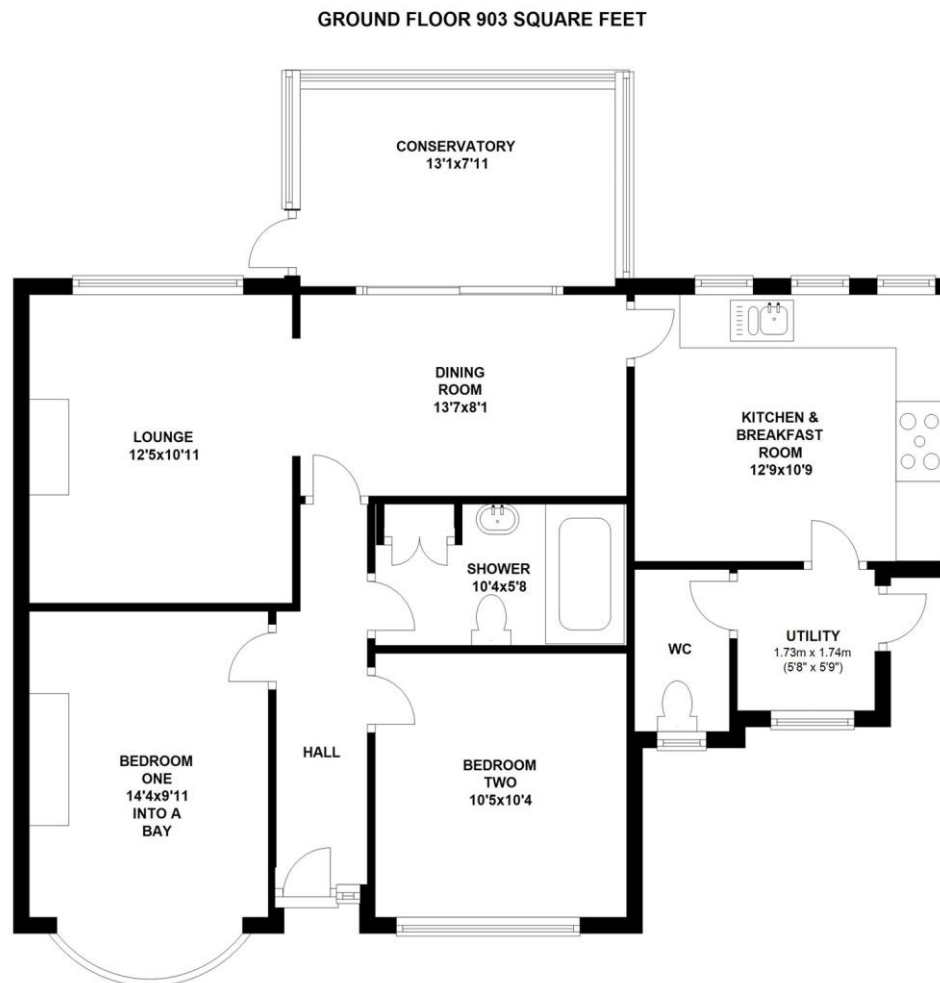 GROUND FLOOR 903 SQUARE FEET
CONSERVATORY
13'1x7'11
DINING
ROOM
13'7x8'1
LOUNGE
12'5x10'11
KITCHEN &
BREAKFAST
ROOM
12'9x10'9
SHOWER
10'4x5'8
WC
UTILITY
1.73m x 1.74m
(5'8" x 5'9")
HALL
BEDROOM
ONE
14'4x9'11
INTO A
BAY
BEDROOM
TWO
10'5x10'4